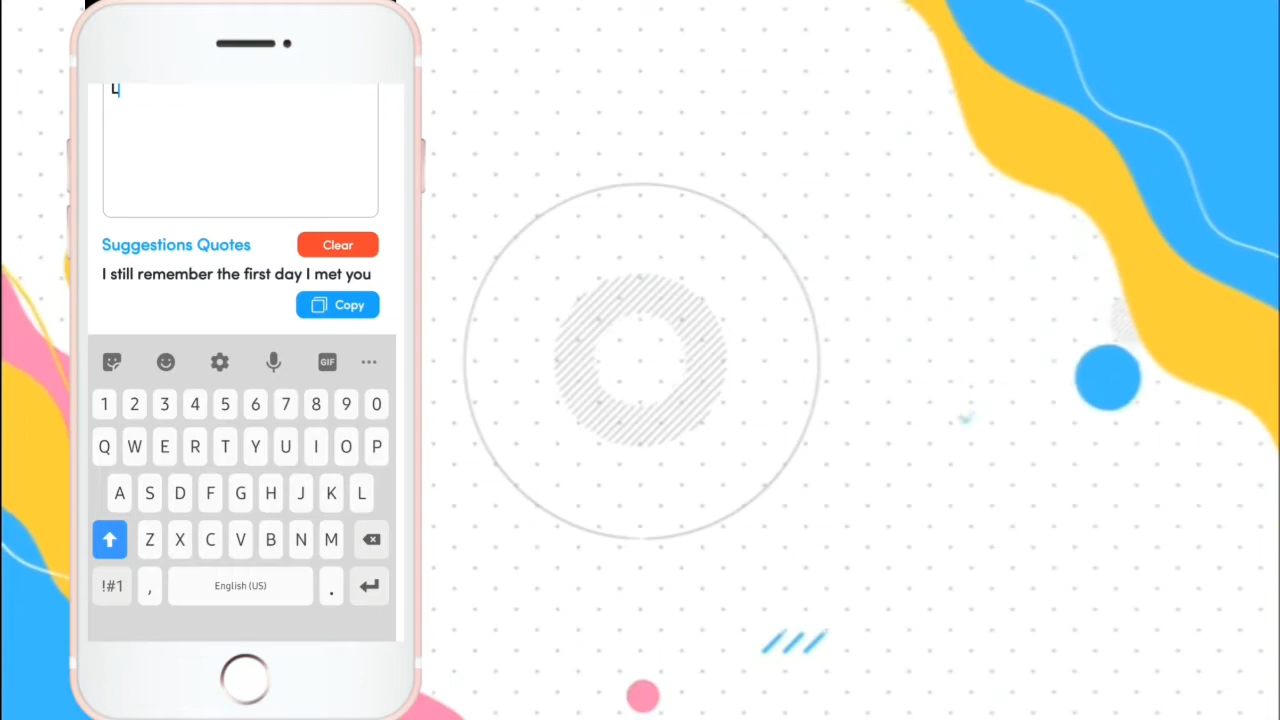 L
Suggestions Quotes
Clear
I still remember the first day I met you
Copy
GIF
1 2 3 4 5 6 7 8 9 0
Q W E R T Y U I O P
A S D F G H J K L
Z X C V B N M
!#1 , English (US) .